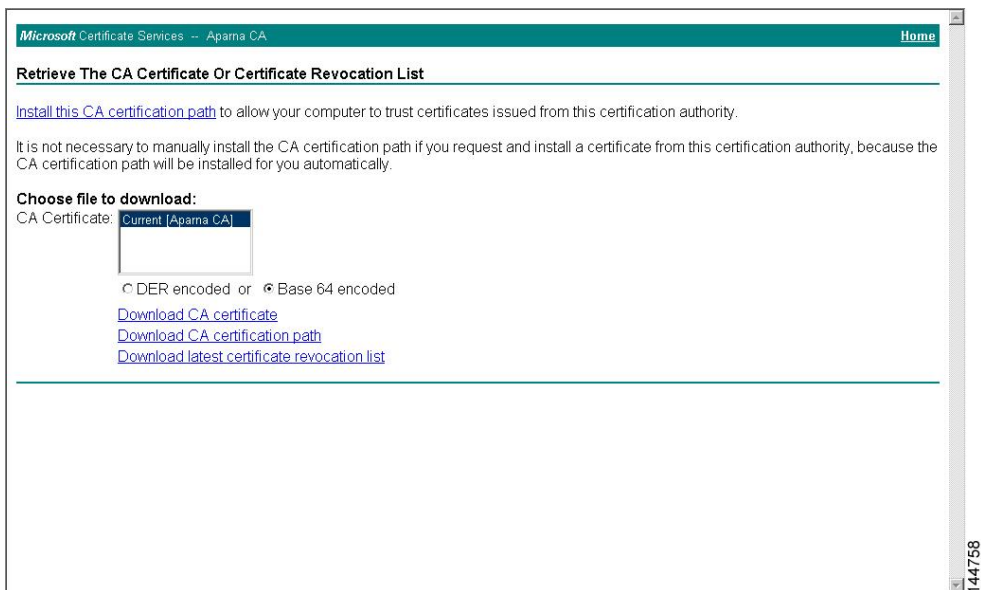 Microsoft Certificate Services -- Aparna CA Home
Retrieve The CA Certificate Or Certificate Revocation List
Install this CA certification path to allow your computer to trust certificates issued from this certification authority.
It is not necessary to manually install the CA certification path if you request and install a certificate from this certification authority, because the
CA certification path will be installed for you automatically.
Choose file to download:
CA Certificate: Current [Aparna CA]
DER encoded or Base 64 encoded
Download CA certificate
Download CA certification path
Download latest certificate revocation list
144758